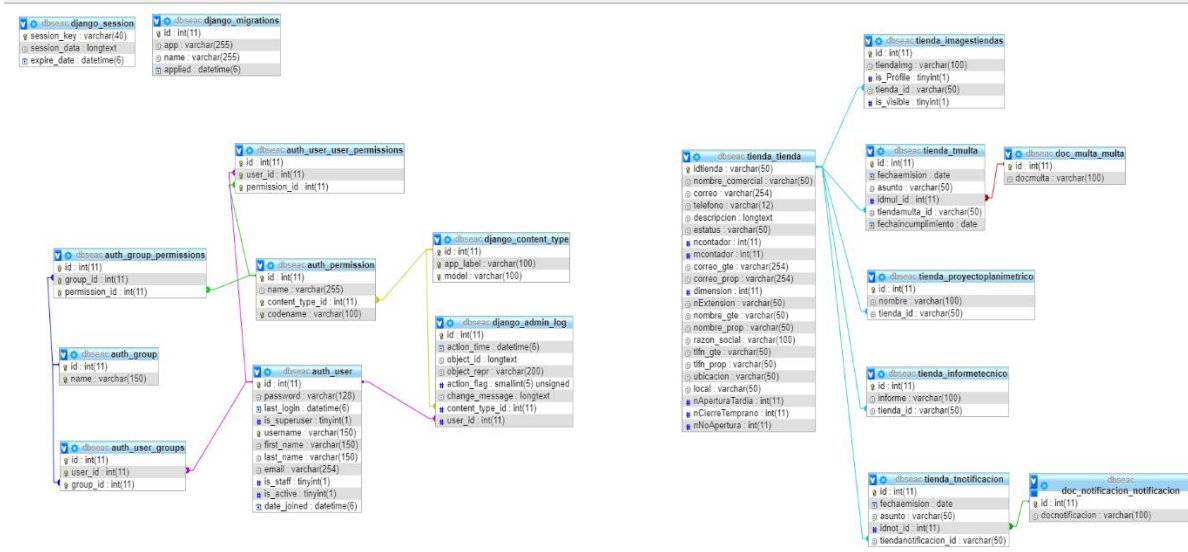 dbseac django_session
session_key : varchar(40)
session_data : longtext
expire_date : datetime(6)
dbseac django_migrations
id : int(11)
app : varchar(255)
name : varchar(255)
applied : datetime(6)
dbseac auth_user_user_permissions
id : int(11)
user_id : int(11)
permission_id : int(11)
dbseac auth_group_permissions
id : int(11)
group_id : int(11)
permission_id : int(11)
dbseac auth_permission
id : int(11)
name : varchar(255)
content_type_id : int(11)
codename : varchar(100)
dbseac django_content_type
id : int(11)
app_label : varchar(100)
model : varchar(100)
dbseac django_admin_log
id : int(11)
action_time : datetime(6)
object_id : longtext
object_repr : varchar(200)
action_flag : smallint(5) unsigned
change_message : longtext
content_type_id : int(11)
user_id : int(11)
dbseac auth_group
id : int(11)
name : varchar(150)
dbseac auth_user
id : int(11)
password : varchar(128)
last_login : datetime(6)
is_superuser : tinyint(1)
username : varchar(150)
first_name : varchar(150)
last_name : varchar(150)
email : varchar(254)
is_staff : tinyint(1)
is_active : tinyint(1)
date_joined : datetime(6)
dbseac auth_user_groups
id : int(11)
user_id : int(11)
group_id : int(11)
dbseac tienda_tienda
idtienda : varchar(50)
nombre_comercial : varchar(50)
correo : varchar(254)
telefono : varchar(12)
descripcion : longtext
estatus : varchar(50)
ncontador : int(11)
mcontador : int(11)
correo_gte : varchar(254)
correo_prop : varchar(254)
dimension : int(11)
nExtension : varchar(50)
nombre_gte : varchar(50)
nombre_prop : varchar(50)
razon_social : varchar(100)
tlfn_gte : varchar(50)
tlfn_prop : varchar(50)
ubicacion : varchar(50)
local : varchar(50)
nAperturaTardia : int(11)
nCierreTemprano : int(11)
nNoApertura : int(11)
dbseac tienda_imagestiendas
id : int(11)
tiendaImg : varchar(100)
is_Profile : tinyint(1)
tienda_id : varchar(50)
is_visible : tinyint(1)
dbseac tienda_tmulta
id : int(11)
fechaemision : date
asunto : varchar(50)
idmul_id : int(11)
tiendamulta_id : varchar(50)
fechaincumplimiento : date
dbseac doc_multa_multa
id : int(11)
docmulta : varchar(100)
dbseac tienda_proyectoplanimetrico
id : int(11)
nombre : varchar(100)
tienda_id : varchar(50)
dbseac tienda_informetecnico
id : int(11)
informe : varchar(100)
tienda_id : varchar(50)
dbseac tienda_tnotificacion
id : int(11)
fechaemision : date
asunto : varchar(50)
idnot_id : int(11)
tiendanotificacion_id : varchar(50)
dbseac
doc_notificacion_notificacion
id : int(11)
docnotificacion : varchar(100)